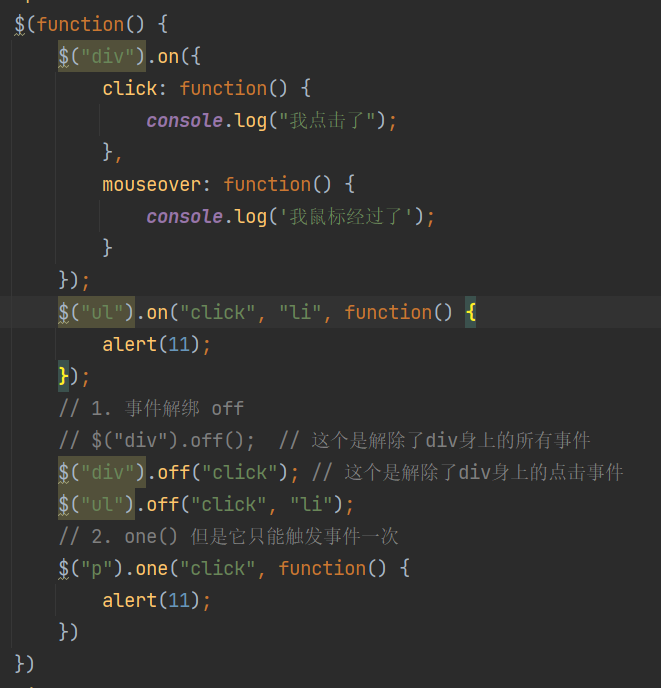 $(function() {
    $("div").on({
        click: function() {
            console.log("我点击了");
        },
        mouseover: function() {
            console.log('我鼠标经过了');
        }
    });
    $("ul").on("click", "li", function() {
        alert(11);
    });
    // 1. 事件解绑 off
    // $("div").off();  // 这个是解除了div身上的所有事件
    $("div").off("click"); // 这个是解除了div身上的点击事件
    $("ul").off("click", "li");
    // 2. one() 但是它只能触发事件一次
    $("p").one("click", function() {
        alert(11);
    })
})